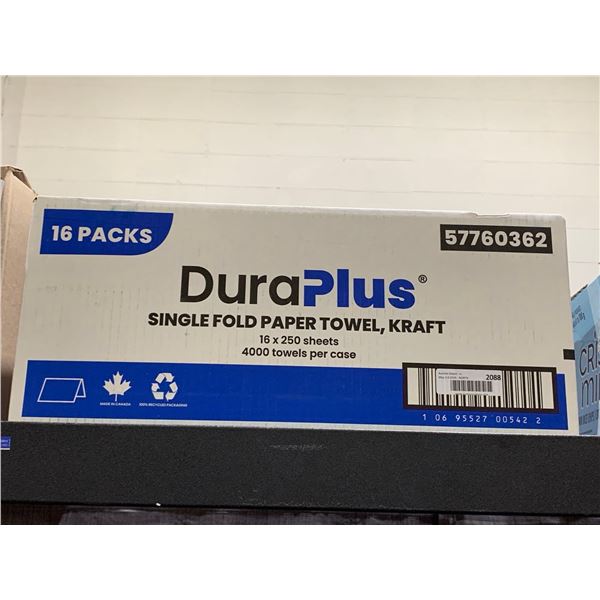 16 PACKS
57760362
DuraPlus®
SINGLE FOLD PAPER TOWEL, KRAFT
16 x 250 sheets
4000 towels per case
MADE IN CANADA
100% RECYCLED PACKAGING
2088
1 06 95527 00542 2